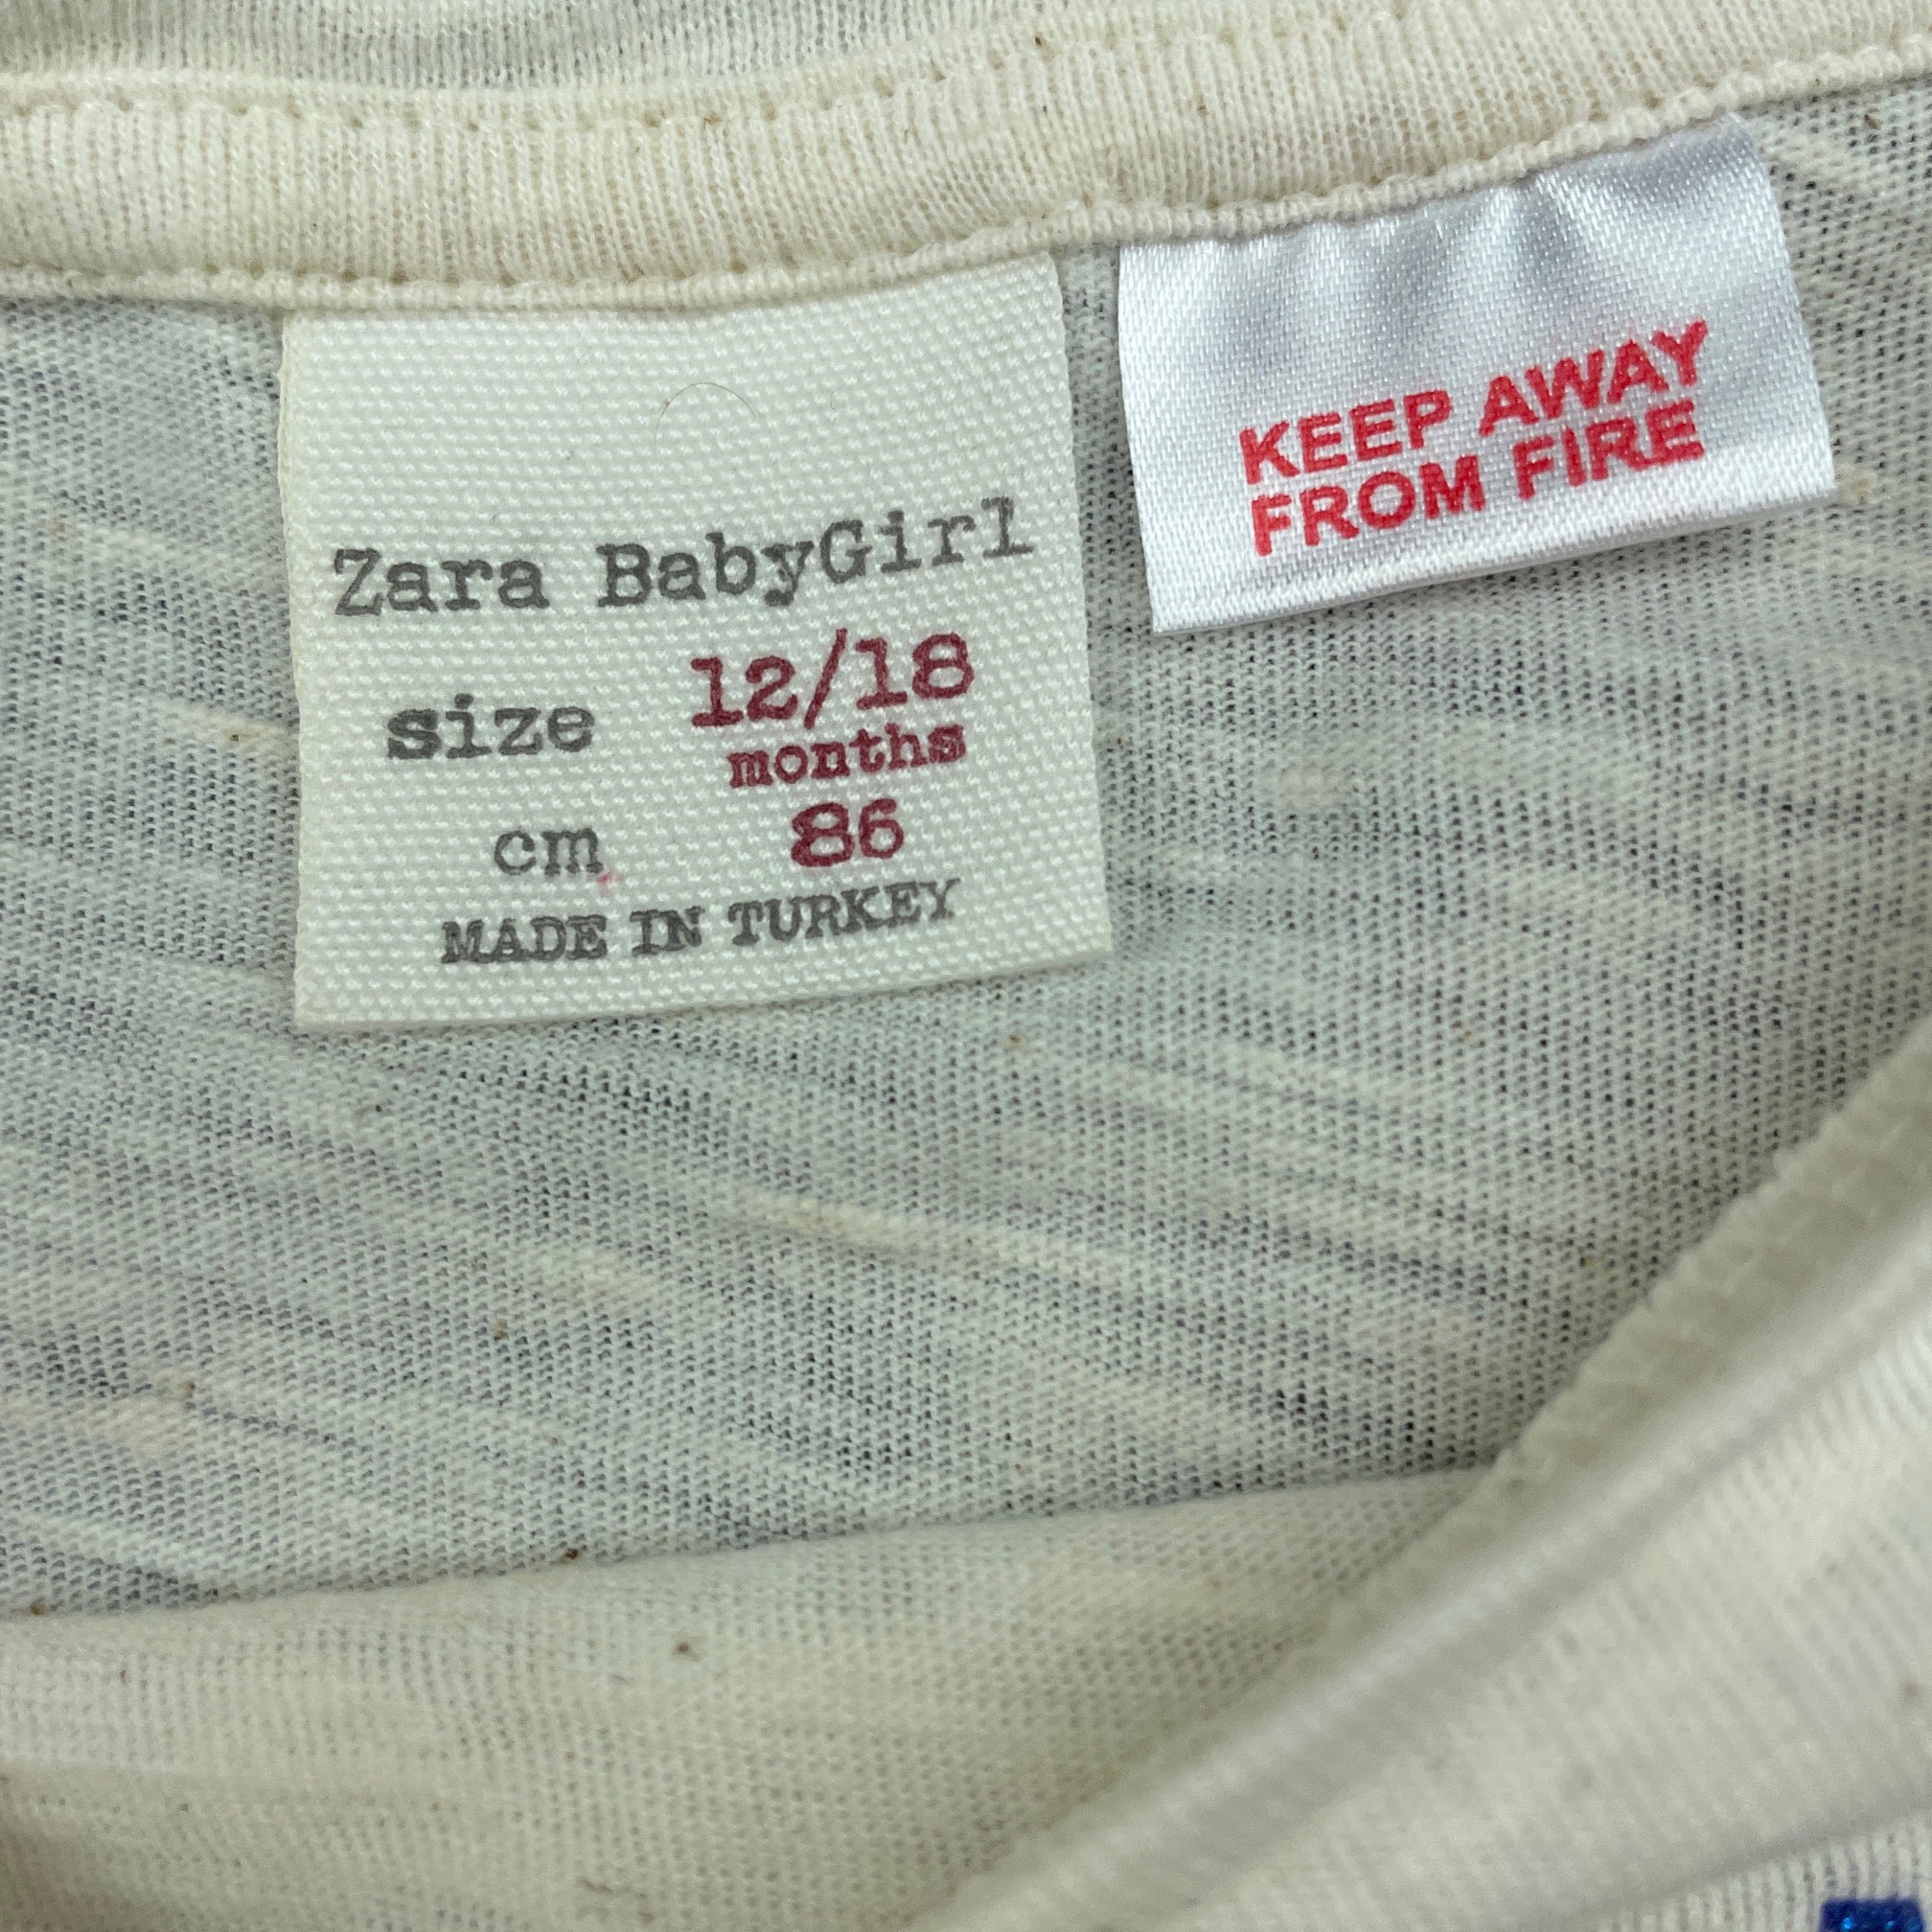 Zara BabyGirl
size 12/18
months
cm 86
MADE IN TURKEY
KEEP AWAY
FROM FIRE